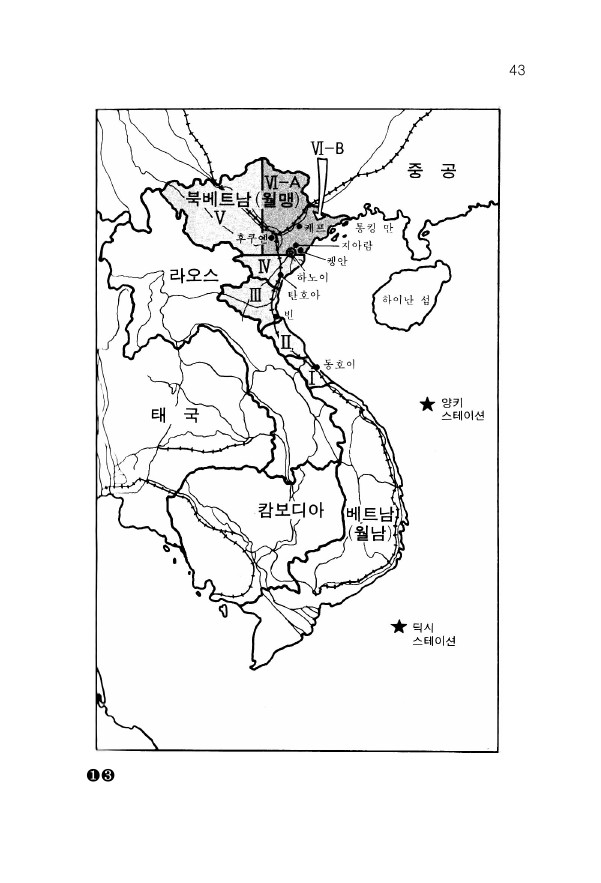 43
Ⅵ-B
중 공
Ⅵ-A
북베트남(월맹)
Ⅴ
케프
통킹 만
후쿠옌
지아람
켕안
Ⅳ
하노이
라오스
탄호아
Ⅲ
하이난 섬
빈
Ⅱ
동호이
Ⅰ
양키
스테이션
태 국
캄보디아
베트남
(월남)
딕시
스테이션
❶❸